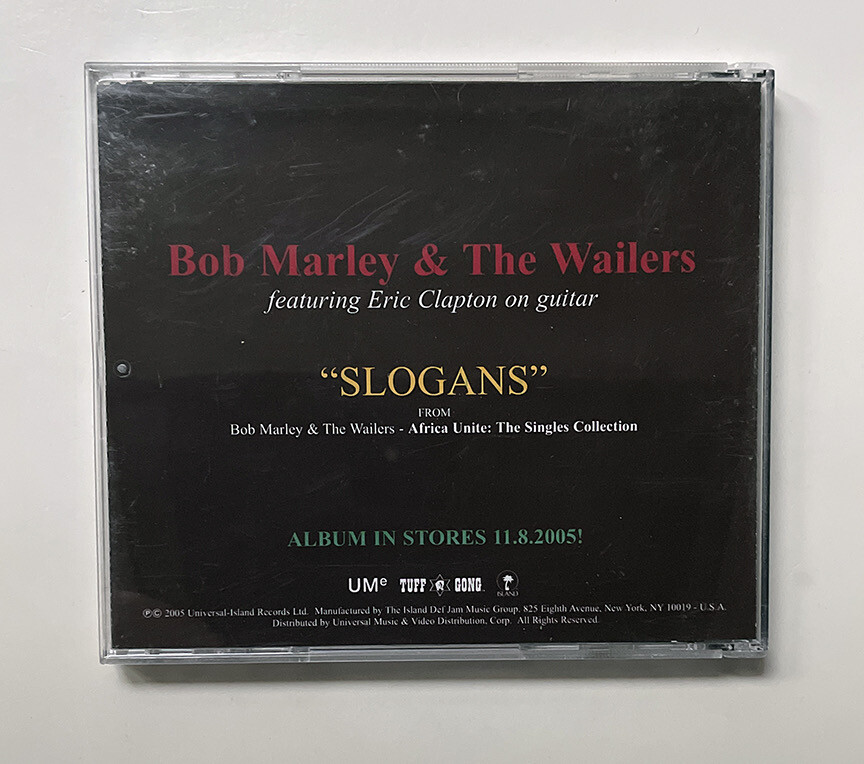 Bob Marley & The Wailers
featuring Eric Clapton on guitar
“SLOGANS”
FROM
Bob Marley & The Wailers - Africa Unite: The Singles Collection
ALBUM IN STORES 11.8.2005!
UMe TUFF GONG ISLAND
℗© 2005 Universal-Island Records Ltd. Manufactured by The Island Def Jam Music Group, 825 Eighth Avenue, New York, NY 10019 - U.S.A.
Distributed by Universal Music & Video Distribution, Corp. All Rights Reserved.